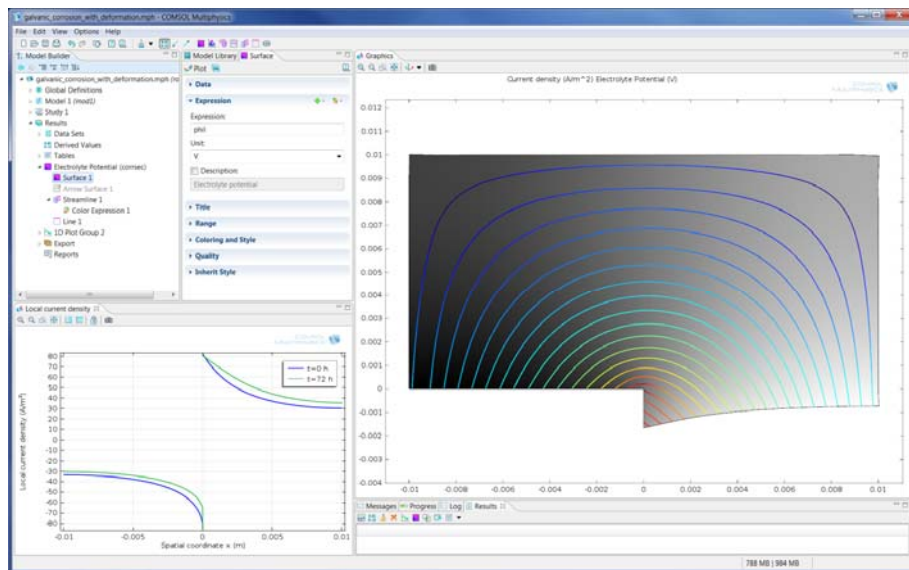 galvanic_corrosion_with_deformation.mph - COMSOL Multiphysics
File Edit View Options Help
Model Builder
galvanic_corrosion_with_deformation.mph (ro
Global Definitions
Model 1 (mod1)
Study 1
Results
Data Sets
Derived Values
Tables
Electrolyte Potential (corrsec)
Surface 1
Arrow Surface 1
Streamline 1
Color Expression 1
Line 1
1D Plot Group 2
Export
Reports
Model Library Surface
Plot
Data
Expression
Expression:
phil
Unit:
V
Description:
Electrolyte potential
Title
Range
Coloring and Style
Quality
Inherit Style
Graphics
Current density (A/m^2) Electrolyte Potential (V)
COMSOL
MULTIPHYSICS
0.012
0.011
0.01
0.009
0.008
0.007
0.006
0.005
0.004
0.003
0.002
0.001
0
-0.001
-0.002
-0.003
-0.004
-0.01 -0.008 -0.006 -0.004 -0.002 0 0.002 0.004 0.006 0.008 0.01
Local current density
COMSOL
MULTIPHYSICS
t=0 h
t=72 h
Local current density (A/m²)
80
70
60
50
40
30
20
10
0
-10
-20
-30
-40
-50
-60
-70
-80
-0.01 -0.005 0 0.005 0.01
Spatial coordinate x (m)
Messages Progress Log Results
788 MB | 984 MB